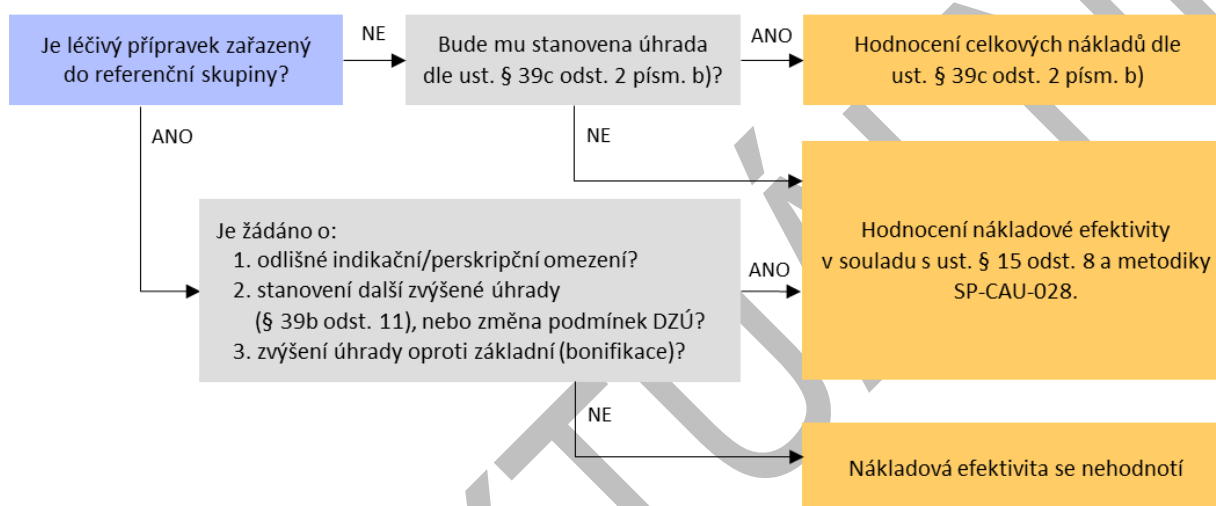 Je léčivý přípravek zařazený
do referenční skupiny?
NE
Bude mu stanovena úhrada
dle ust. § 39c odst. 2 písm. b)?
ANO
Hodnocení celkových nákladů dle
ust. § 39c odst. 2 písm. b)
ANO
NE
Je žádáno o:
1. odlišné indikační/perskripční omezení?
2. stanovení další zvýšené úhrady
(§ 39b odst. 11), nebo změna podmínek DZÚ?
3. zvýšení úhrady oproti základní (bonifikace)?
ANO
Hodnocení nákladové efektivity
v souladu s ust. § 15 odst. 8 a metodiky
SP-CAU-028.
NE
Nákladová efektivita se nehodnotí